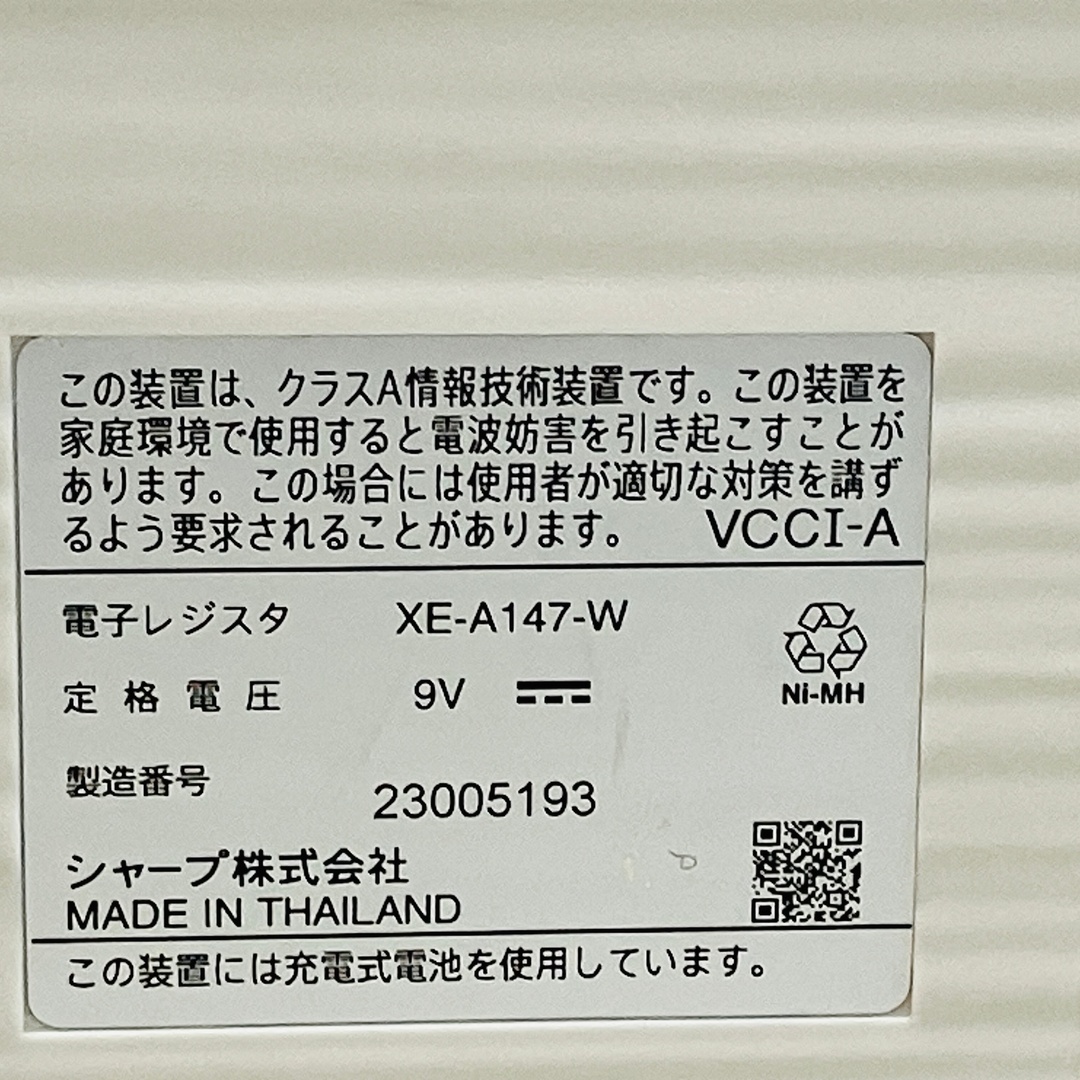 この装置は、クラスA情報技術装置です。この装置を
家庭環境で使用すると電波妨害を引き起こすことが
あります。この場合には使用者が適切な対策を講ず
るよう要求されることがあります。 VCCI-A
電子レジスタ XE-A147-W
定格電圧 9V
Ni-MH
製造番号 23005193
シャープ株式会社
MADE IN THAILAND
この装置には充電式電池を使用しています。